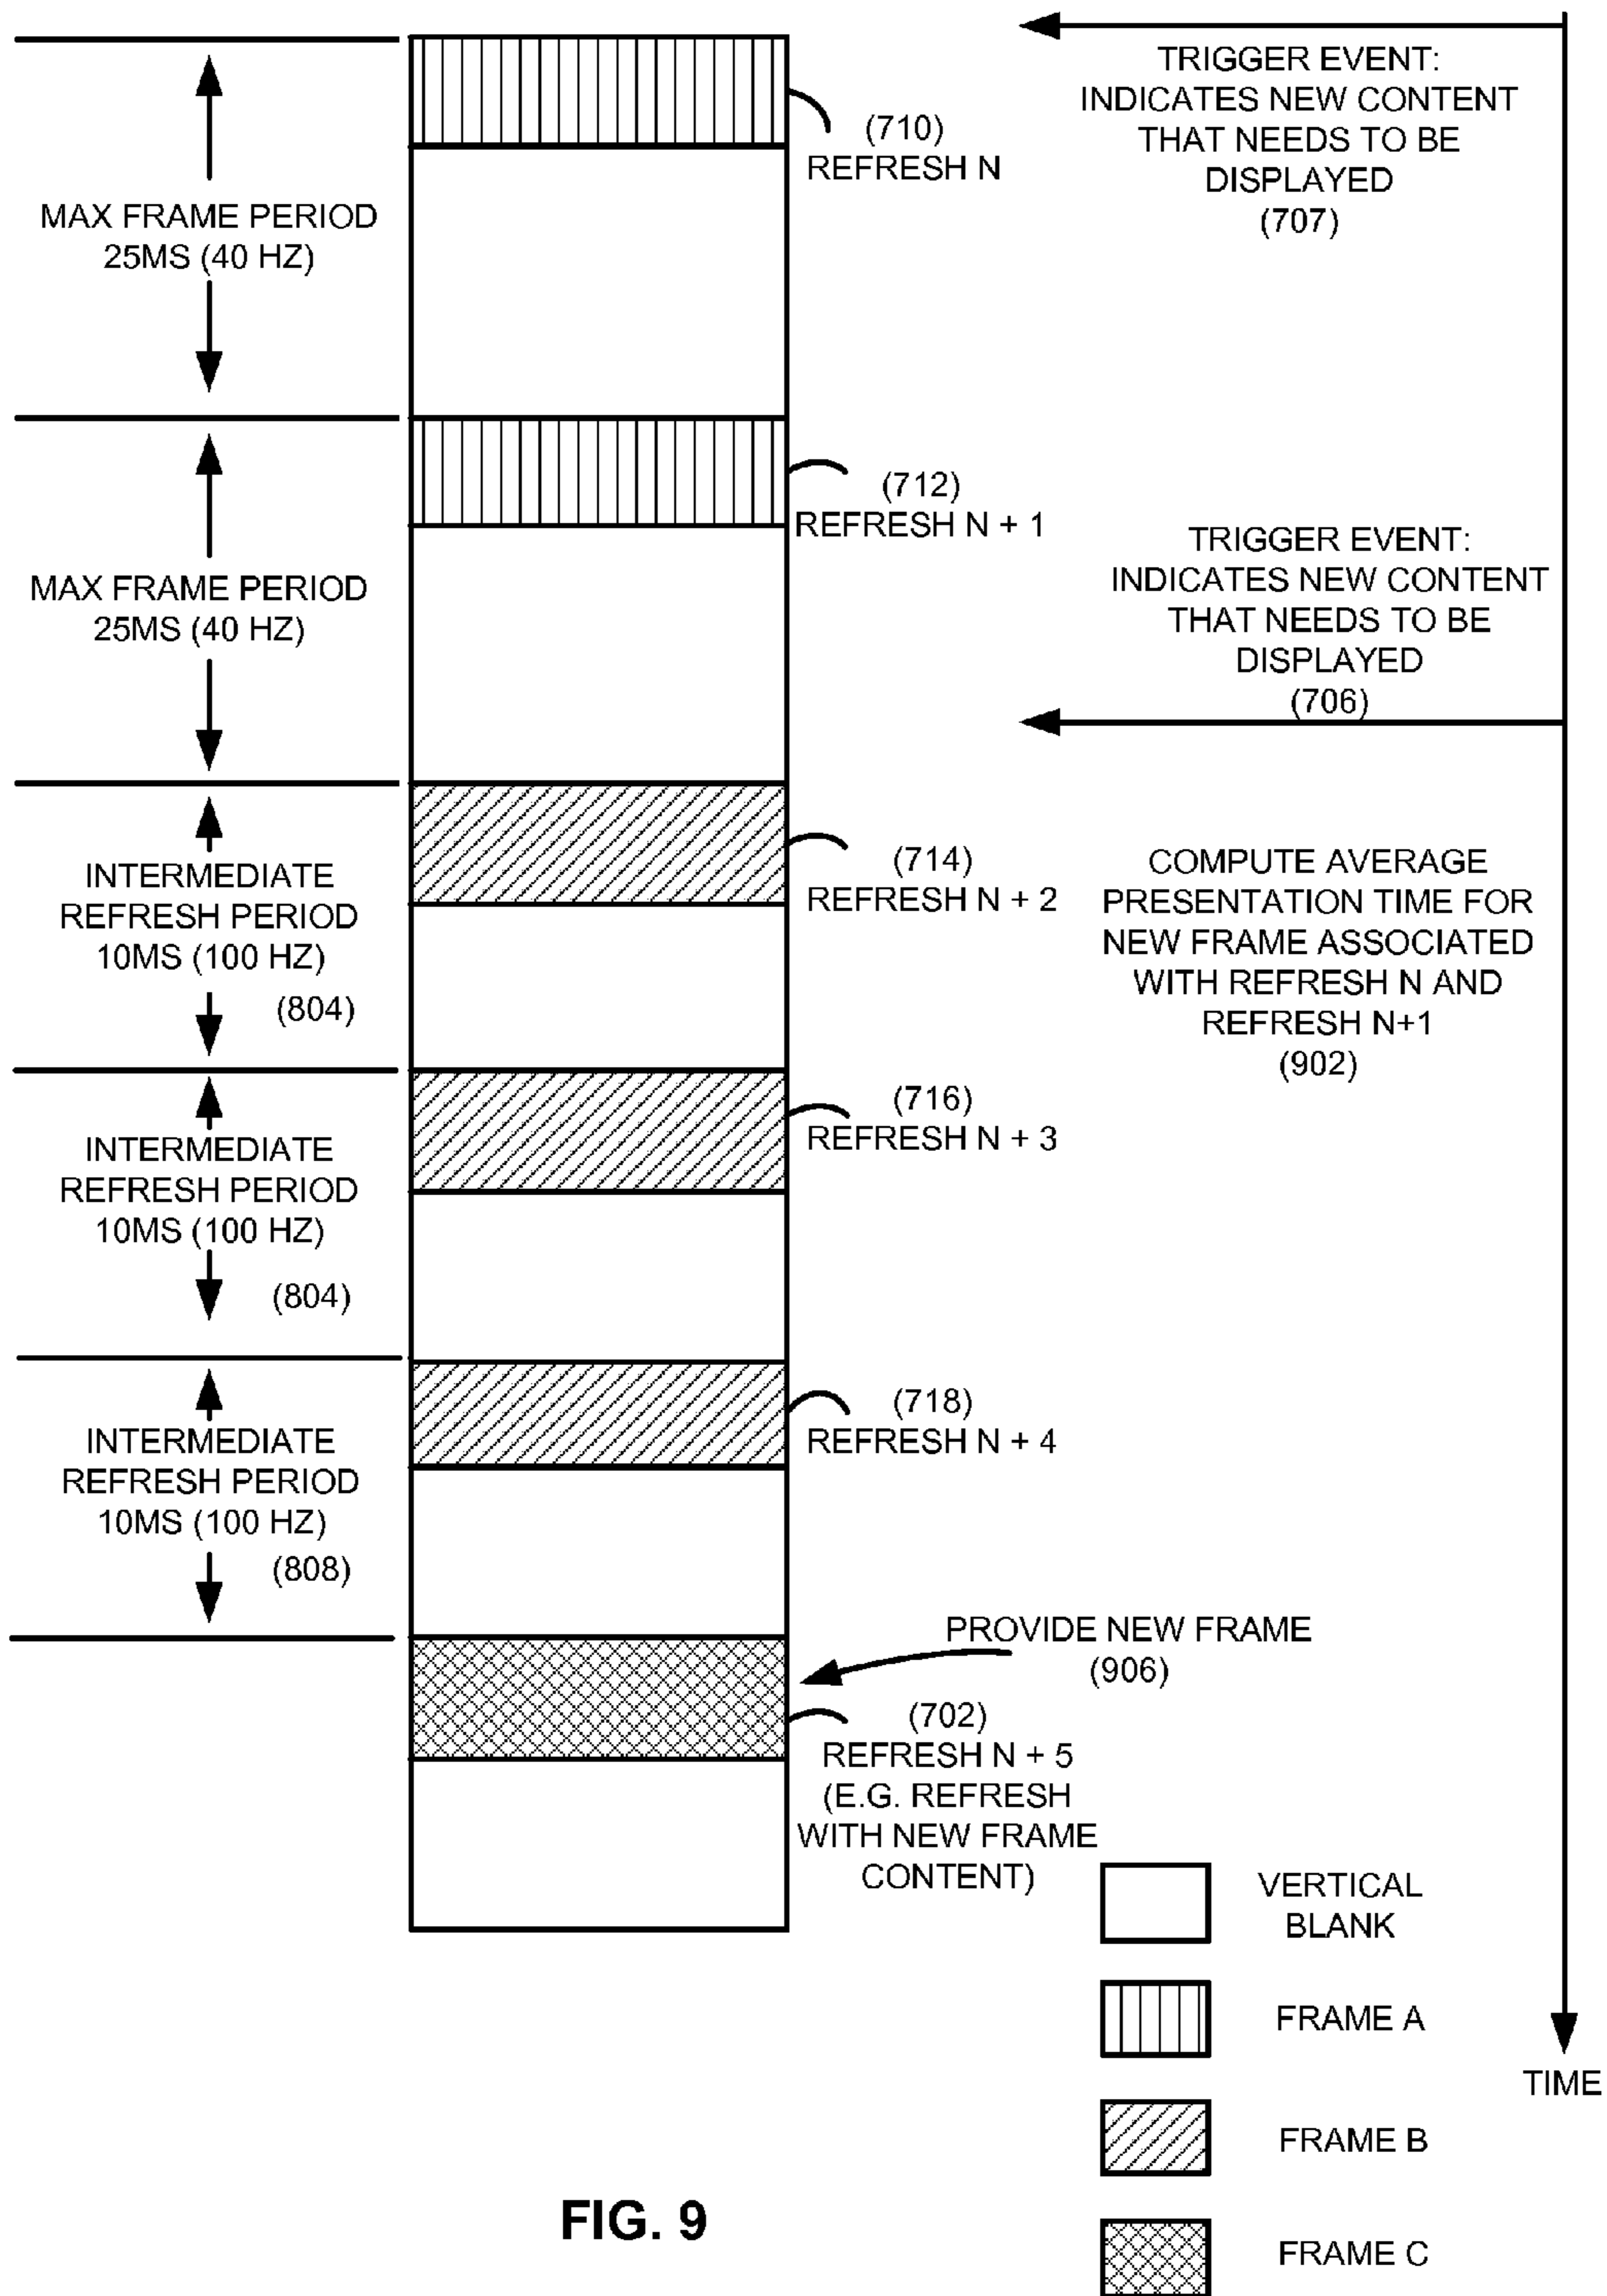 TRIGGER EVENT:
INDICATES NEW CONTENT
THAT NEEDS TO BE
DISPLAYED
(707)
(710)
REFRESH N
MAX FRAME PERIOD
25MS (40 HZ)
(712)
REFRESH N + 1
TRIGGER EVENT:
INDICATES NEW CONTENT
THAT NEEDS TO BE
DISPLAYED
(706)
MAX FRAME PERIOD
25MS (40 HZ)
(714)
REFRESH N + 2
INTERMEDIATE
REFRESH PERIOD
10MS (100 HZ)
(804)
COMPUTE AVERAGE
PRESENTATION TIME FOR
NEW FRAME ASSOCIATED
WITH REFRESH N AND
REFRESH N+1
(902)
(716)
REFRESH N + 3
INTERMEDIATE
REFRESH PERIOD
10MS (100 HZ)
(804)
(718)
REFRESH N + 4
INTERMEDIATE
REFRESH PERIOD
10MS (100 HZ)
(808)
PROVIDE NEW FRAME
(906)
(702)
REFRESH N + 5
(E.G. REFRESH
WITH NEW FRAME
CONTENT)
VERTICAL
BLANK
FRAME A
TIME
FRAME B
FRAME C
FIG. 9